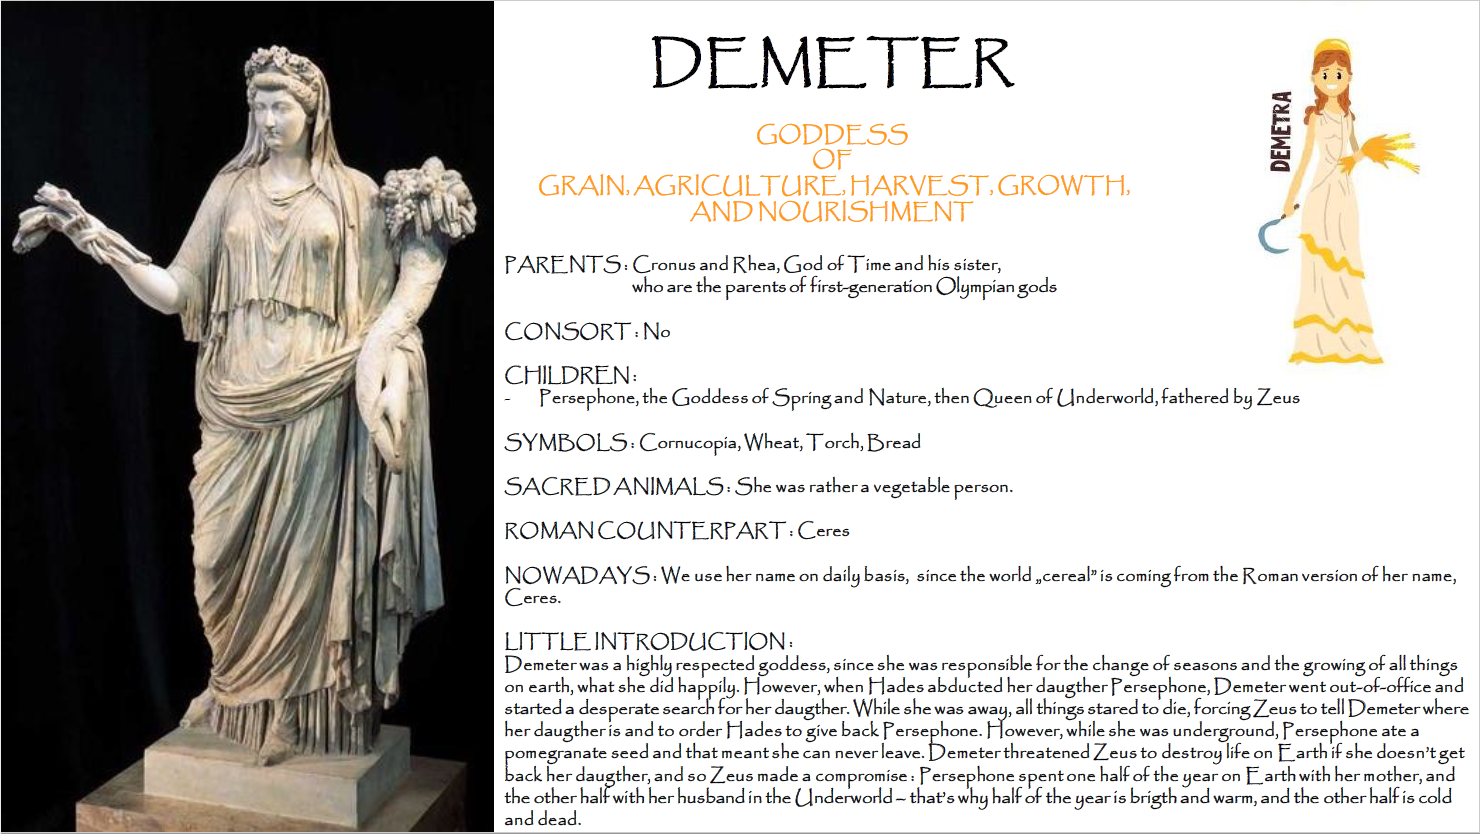 DEMETER
DEMETRA
GODDESS
OF
GRAIN, AGRICULTURE, HARVEST, GROWTH,
AND NOURISHMENT
PARENTS : Cronus and Rhea, God of Time and his sister,
who are the parents of first-generation Olympian gods
CONSORT : No
CHILDREN :
- Persephone, the Goddess of Spring and Nature, then Queen of Underworld, fathered by Zeus
SYMBOLS : Cornucopia, Wheat, Torch, Bread
SACRED ANIMALS : She was rather a vegetable person.
ROMAN COUNTERPART : Ceres
NOWADAYS : We use her name on daily basis, since the world „cereal” is coming from the Roman version of her name,
Ceres.
LITTLE INTRODUCTION :
Demeter was a highly respected goddess, since she was responsible for the change of seasons and the growing of all things
on earth, what she did happily. However, when Hades abducted her daugther Persephone, Demeter went out-of-office and
started a desperate search for her daugther. While she was away, all things stared to die, forcing Zeus to tell Demeter where
her daugther is and to order Hades to give back Persephone. However, while she was underground, Persephone ate a
pomegranate seed and that meant she can never leave. Demeter threatened Zeus to destroy life on Earth if she doesn’t get
back her daugther, and so Zeus made a compromise : Persephone spent one half of the year on Earth with her mother, and
the other half with her husband in the Underworld – that’s why half of the year is brigth and warm, and the other half is cold
and dead.